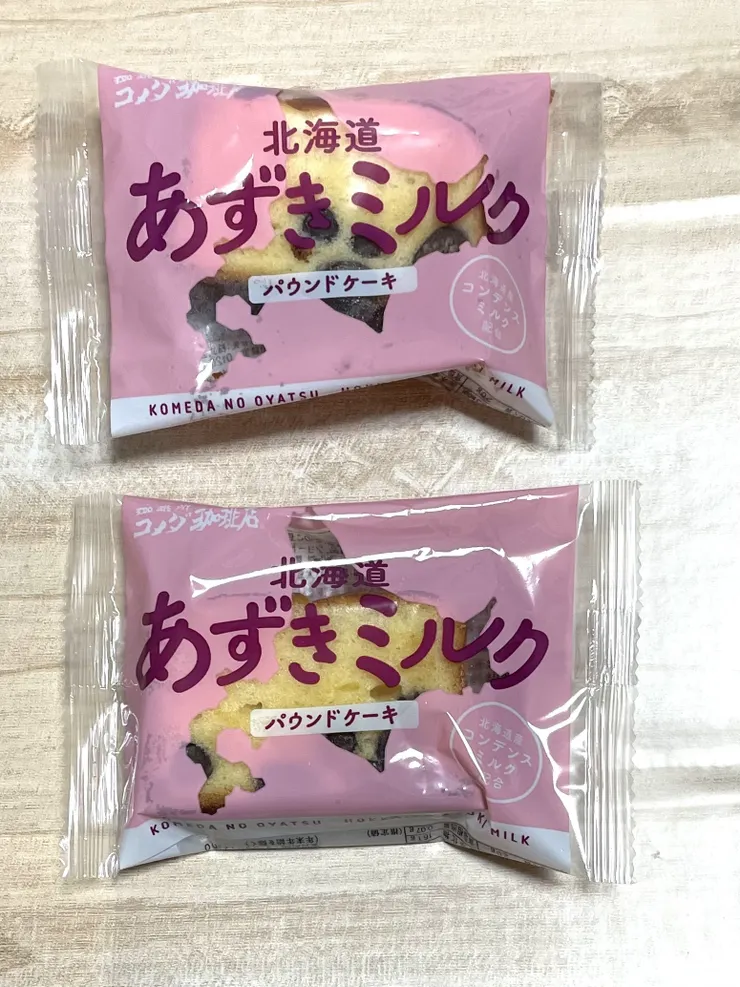 コメダ珈琲店
北海道
あずきミルク
パウンドケーキ
北海道産
コンデンス
ミルク
配合
KOMEDA NO OYATSU
MILK
コメダ珈琲店
北海道
あずきミルク
パウンドケーキ
北海道産
コンデンス
ミルク
配合
KOMEDA NO OYATSU
MILK